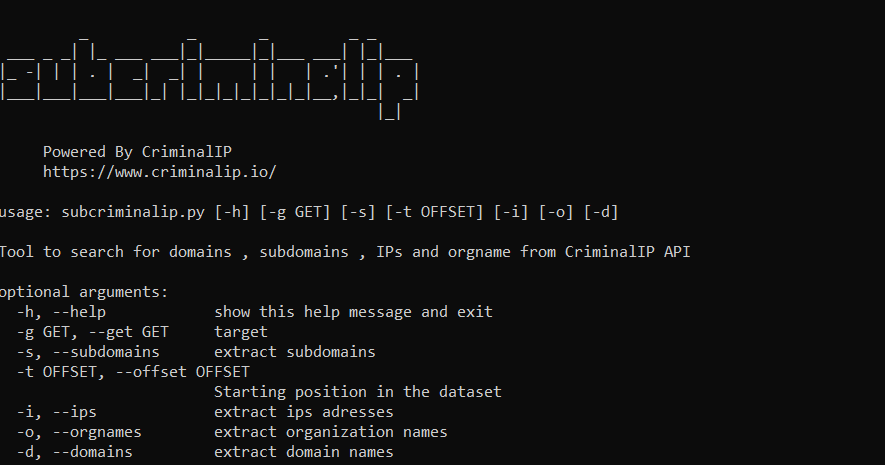 subcriminalip
Powered By CriminalIP
https://www.criminalip.io/
usage: subcriminalip.py [-h] [-g GET] [-s] [-t OFFSET] [-i] [-o] [-d]
Tool to search for domains , subdomains , IPs and orgname from CriminalIP API
optional arguments:
-h, --help show this help message and exit
-g GET, --get GET target
-s, --subdomains extract subdomains
-t OFFSET, --offset OFFSET
Starting position in the dataset
-i, --ips extract ips adresses
-o, --orgnames extract organization names
-d, --domains extract domain names